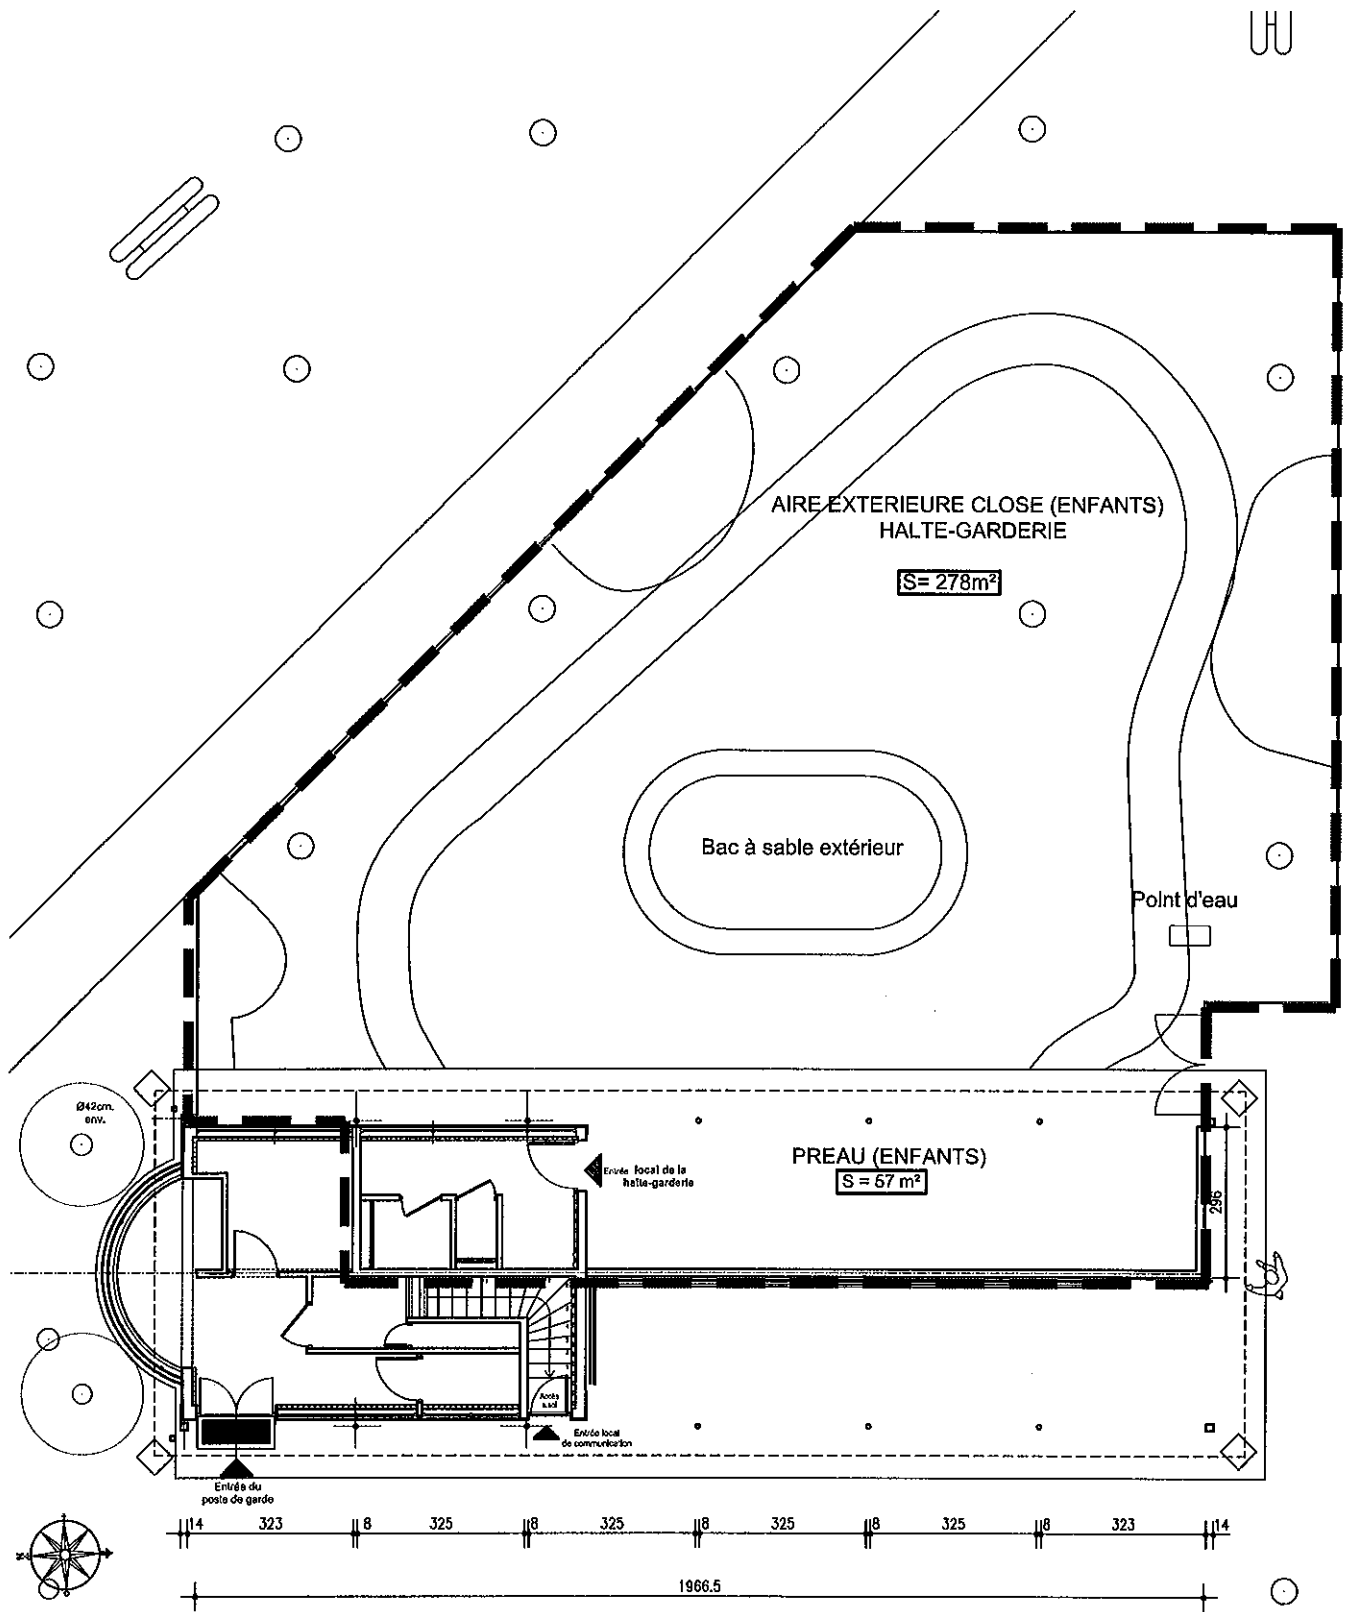 AIRE EXTERIEURE CLOSE (ENFANTS)
HALTE-GARDERIE
S= 278m²
Bac à sable extérieur
Point d'eau
Ø42cm.
env.
PREAU (ENFANTS)
S = 57 m²
Entrée local de la
halte-garderie
296
Accès
s.sol
Entrée local
de communication
Entrée du
poste de garde
14 323 8 325 8 325 8 325 8 325 8 323 14
1966.5